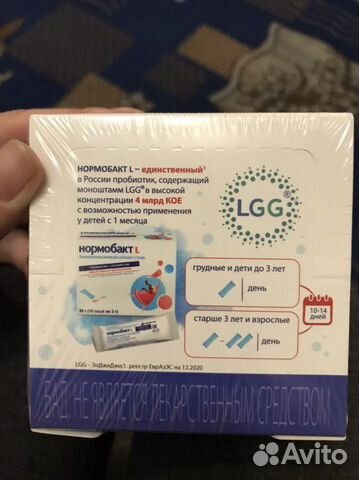 НОРМОБАКТ L – единственный¹
в России пробиотик, содержащий
моноштамм LGG® в высокой
концентрации 4 млрд КОЕ
с возможностью применения
у детей с 1 месяца
LGG®
нормобакт L
грудные и дети до 3 лет
день
10-14
дней
старше 3 лет и взрослые
день
нормобакт L
LGG – ЭлДжиДжи;1. реестр ЕврАзЭС на 12.2020
БАД. НЕ ЯВЛЯЕТСЯ ЛЕКАРСТВЕННЫМ СРЕДСТВОМ
Avito